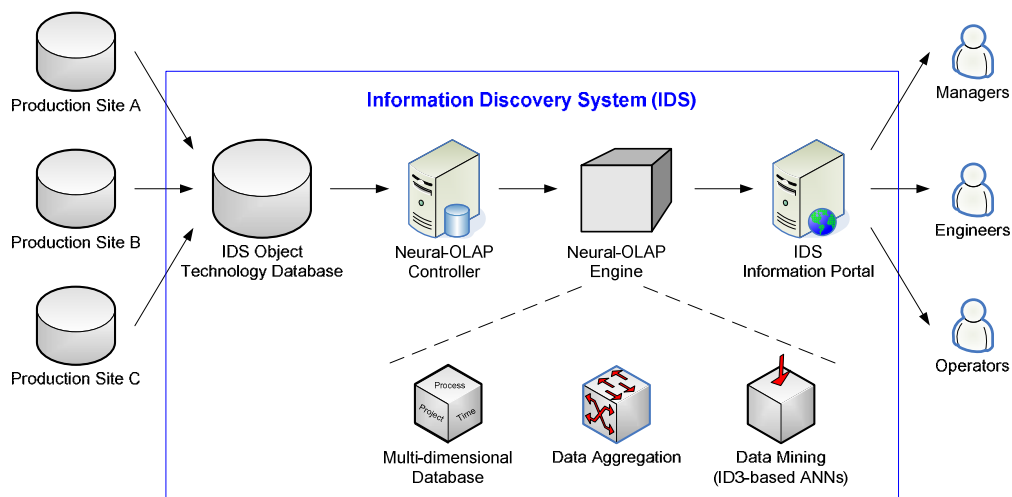 Information Discovery System (IDS)
Production Site A
Production Site B
Production Site C
IDS Object
Technology Database
Neural-OLAP
Controller
Neural-OLAP
Engine
IDS
Information Portal
Managers
Engineers
Operators
Process
Project
Time
Multi-dimensional
Database
Data Aggregation
Data Mining
(ID3-based ANNs)